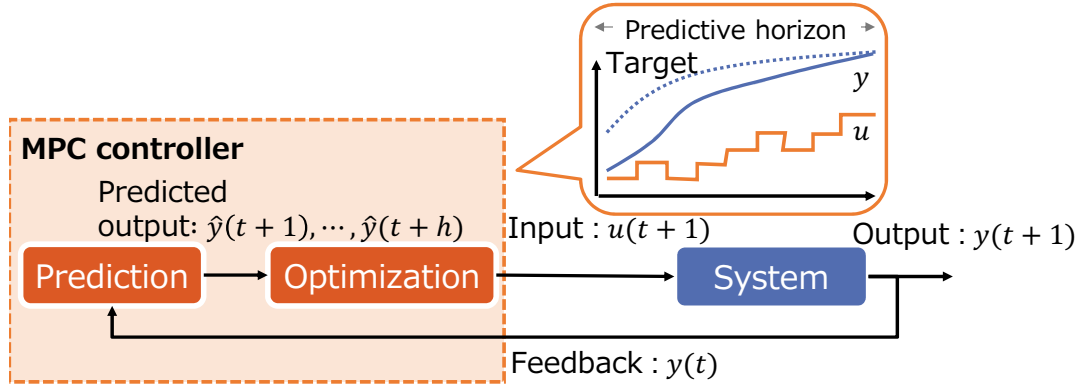 Predictive horizon
Target
y
u
MPC controller
Predicted
output: ŷ(t + 1), ⋯ , ŷ(t + h)
Input : u(t + 1)
Output : y(t + 1)
Prediction
Optimization
System
Feedback : y(t)